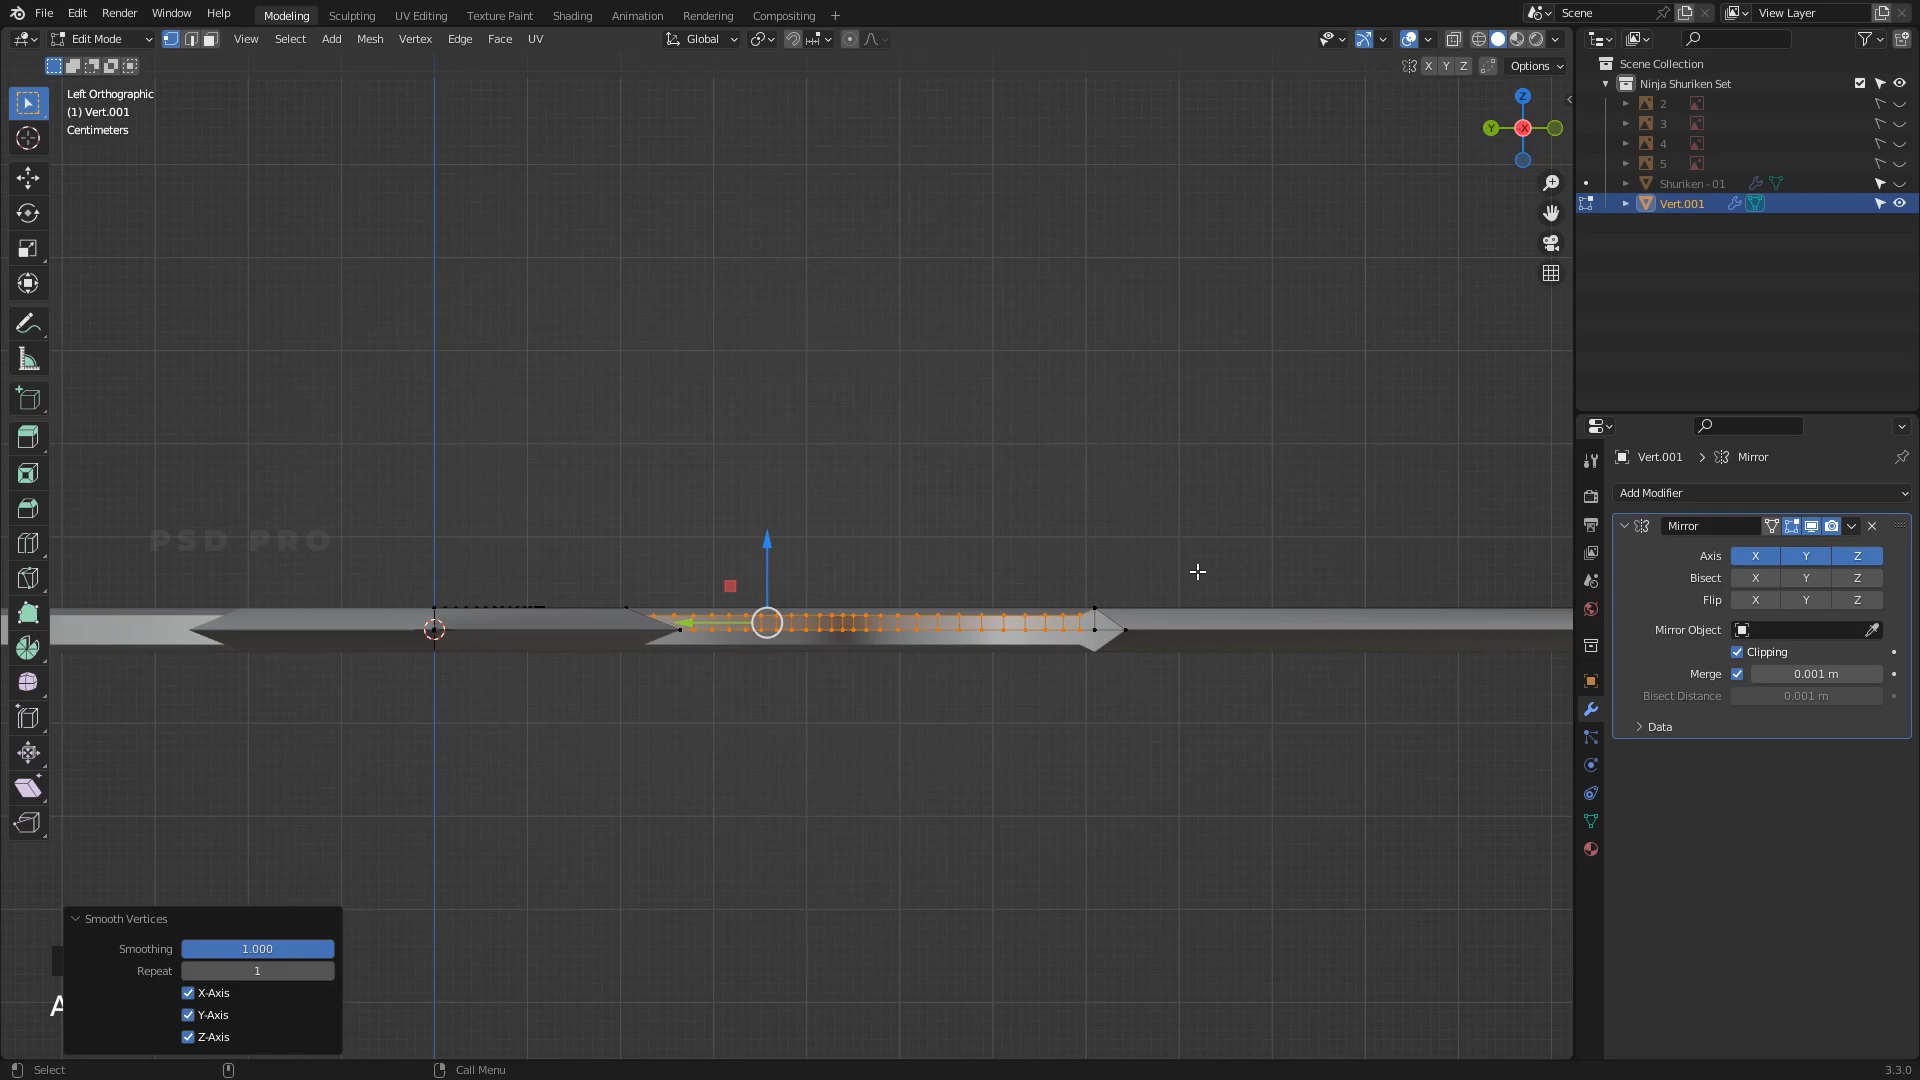 File Edit Render Window Help Modeling Sculpting UV Editing Texture Paint Shading Animation Rendering Compositing + Scene View Layer
Edit Mode View Select Add Mesh Vertex Edge Face UV Global
X Y Z Options
Left Orthographic
(1) Vert.001
Centimeters
Z
Y X
PSD PRO
Smooth Vertices
Smoothing 1.000
Repeat 1
X-Axis
Y-Axis
Z-Axis
A
Scene Collection
Ninja Shuriken Set
2
3
4
5
Shuriken - 01
Vert.001
Vert.001 > Mirror
Add Modifier
Mirror
Axis X Y Z
Bisect X Y Z
Flip X Y Z
Mirror Object
Clipping
Merge 0.001 m
Bisect Distance 0.001 m
Data
Select Call Menu 3.3.0